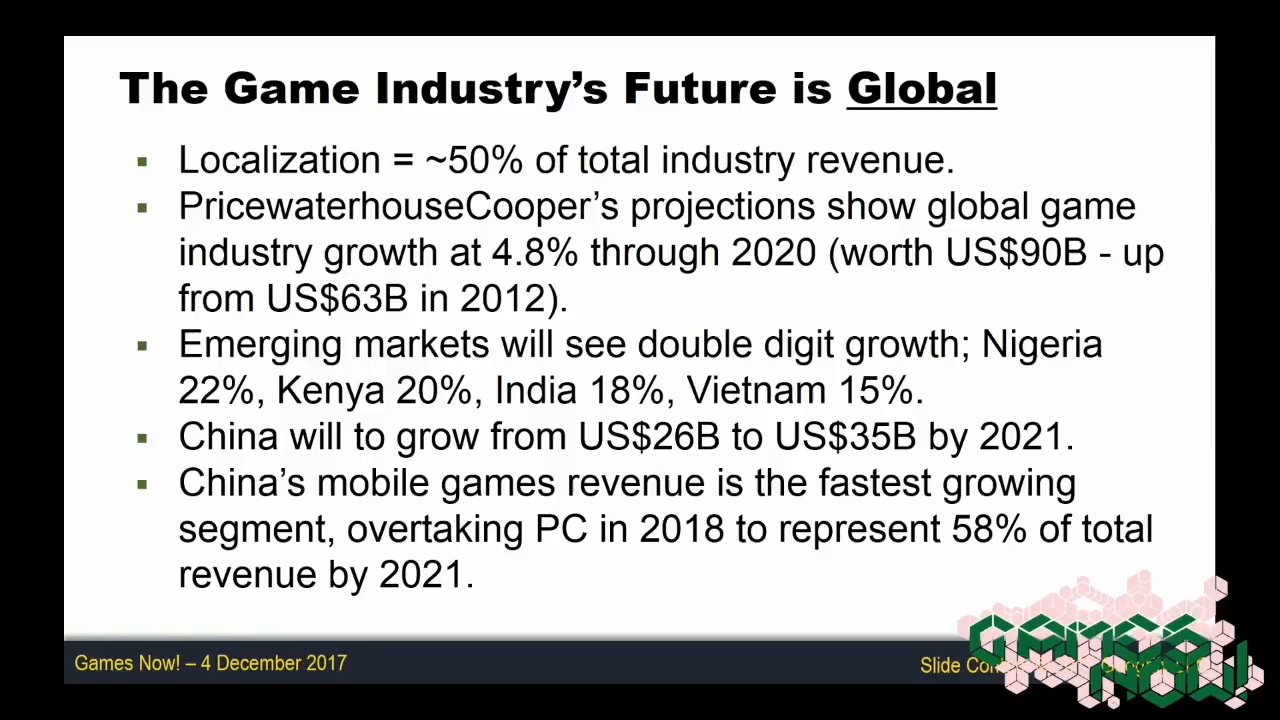 The Game Industry's Future is Global
▪ Localization = ~50% of total industry revenue.
▪ PricewaterhouseCooper's projections show global game
industry growth at 4.8% through 2020 (worth US$90B - up
from US$63B in 2012).
▪ Emerging markets will see double digit growth; Nigeria
22%, Kenya 20%, India 18%, Vietnam 15%.
▪ China will to grow from US$26B to US$35B by 2021.
▪ China's mobile games revenue is the fastest growing
segment, overtaking PC in 2018 to represent 58% of total
revenue by 2021.
Games Now! – 4 December 2017
Slide
GAMES
NOW!